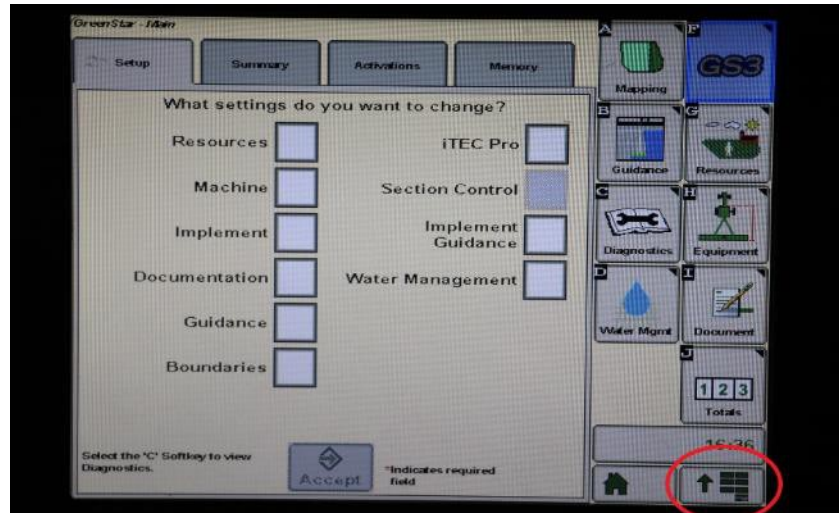 GreenStar - Main
Setup
Summary
Activations
Memory
What settings do you want to change?
Resources
Machine
Implement
Documentation
Guidance
Boundaries
iTEC Pro
Section Control
Implement
Guidance
Water Management
Select the 'C' Softkey to view
Diagnostics.
Accept
*Indicates required
field
A
Mapping
F
GS3
B
Guidance
G
Resources
C
Diagnostics
H
Equipment
D
Water Mgmt
I
Document
J
1 2 3
Totals
16:36